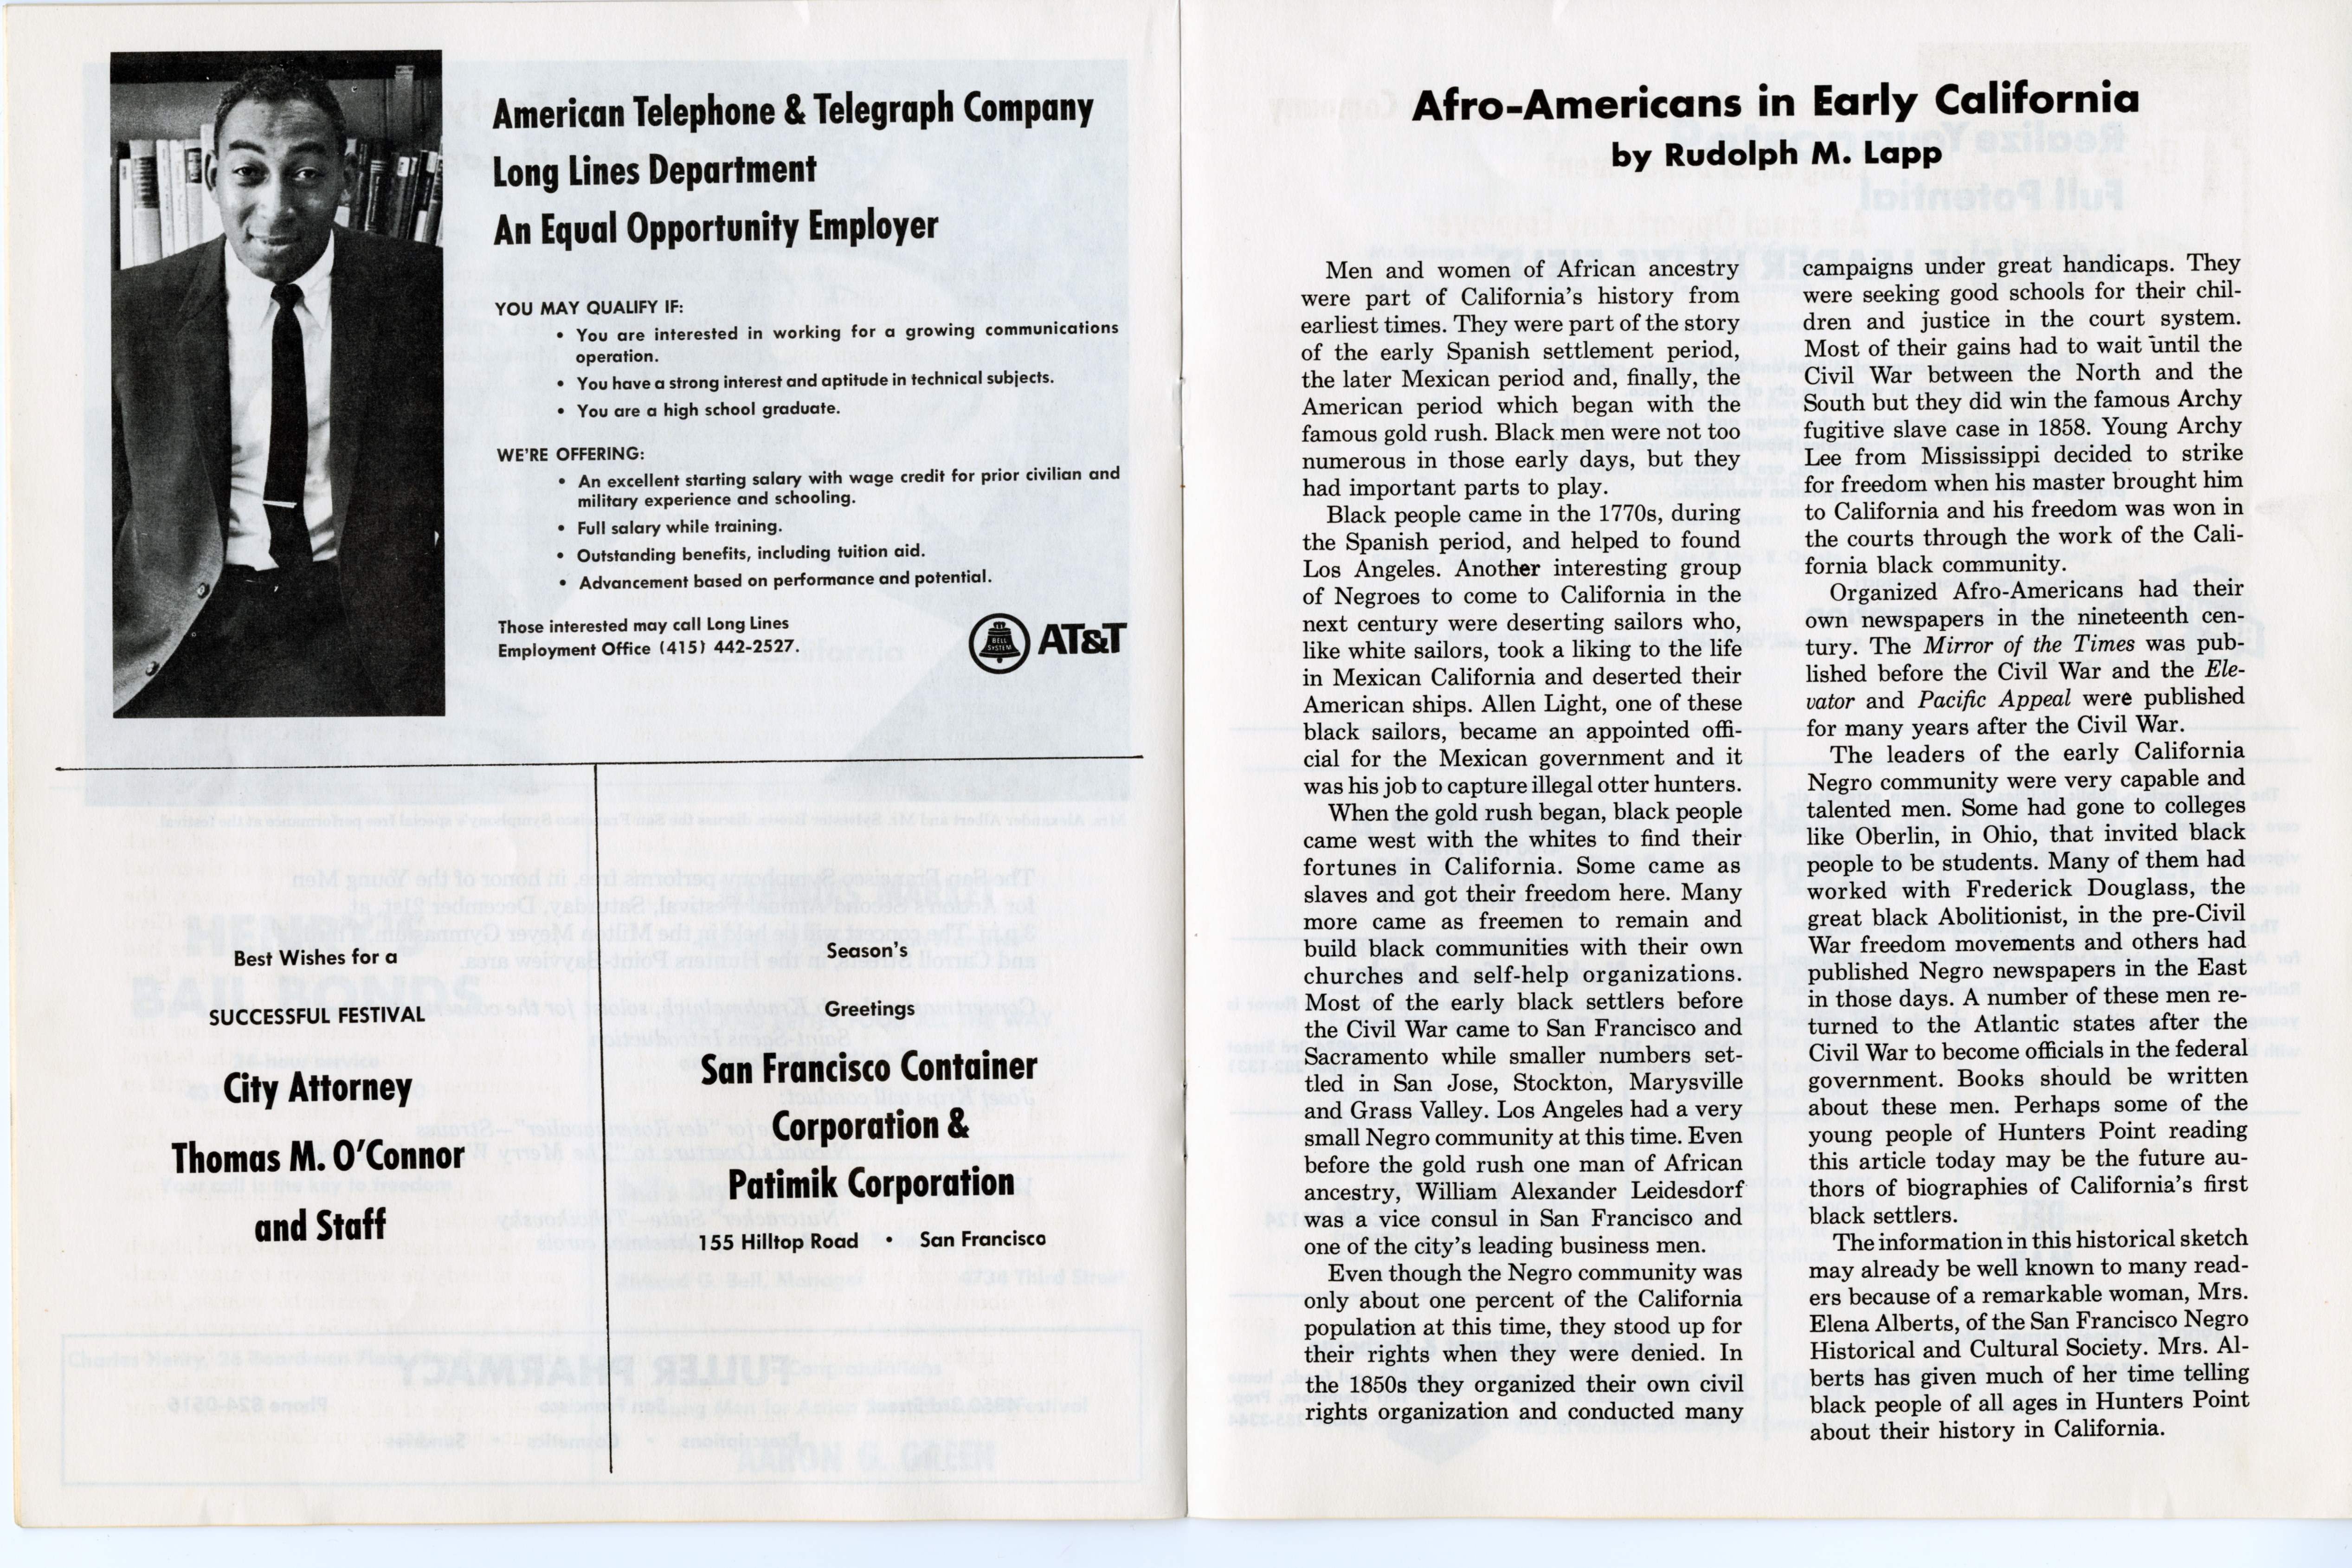 American Telephone & Telegraph Company
Long Lines Department
An Equal Opportunity Employer
YOU MAY QUALIFY IF:
• You are interested in working for a growing communications
operation.
• You have a strong interest and aptitude in technical subjects.
• You are a high school graduate.
WE'RE OFFERING:
• An excellent starting salary with wage credit for prior civilian and
military experience and schooling.
• Full salary while training.
• Outstanding benefits, including tuition aid.
• Advancement based on performance and potential.
Those interested may call Long Lines
Employment Office (415) 442-2527.
BELL
SYSTEM
AT&T
Best Wishes for a
SUCCESSFUL FESTIVAL
City Attorney
Thomas M. O'Connor
and Staff
Season's
Greetings
San Francisco Container
Corporation &
Patimik Corporation
155 Hilltop Road • San Francisco
Afro-Americans in Early California
by Rudolph M. Lapp
Men and women of African ancestry
were part of California's history from
earliest times. They were part of the story
of the early Spanish settlement period,
the later Mexican period and, finally, the
American period which began with the
famous gold rush. Black men were not too
numerous in those early days, but they
had important parts to play.
Black people came in the 1770s, during
the Spanish period, and helped to found
Los Angeles. Another interesting group
of Negroes to come to California in the
next century were deserting sailors who,
like white sailors, took a liking to the life
in Mexican California and deserted their
American ships. Allen Light, one of these
black sailors, became an appointed offi-
cial for the Mexican government and it
was his job to capture illegal otter hunters.
When the gold rush began, black people
came west with the whites to find their
fortunes in California. Some came as
slaves and got their freedom here. Many
more came as freemen to remain and
build black communities with their own
churches and self-help organizations.
Most of the early black settlers before
the Civil War came to San Francisco and
Sacramento while smaller numbers set-
tled in San Jose, Stockton, Marysville
and Grass Valley. Los Angeles had a very
small Negro community at this time. Even
before the gold rush one man of African
ancestry, William Alexander Leidesdorf
was a vice consul in San Francisco and
one of the city's leading business men.
Even though the Negro community was
only about one percent of the California
population at this time, they stood up for
their rights when they were denied. In
the 1850s they organized their own civil
rights organization and conducted many
campaigns under great handicaps. They
were seeking good schools for their chil-
dren and justice in the court system.
Most of their gains had to wait until the
Civil War between the North and the
South but they did win the famous Archy
fugitive slave case in 1858. Young Archy
Lee from Mississippi decided to strike
for freedom when his master brought him
to California and his freedom was won in
the courts through the work of the Cali-
fornia black community.
Organized Afro-Americans had their
own newspapers in the nineteenth cen-
tury. The Mirror of the Times was pub-
lished before the Civil War and the Ele-
vator and Pacific Appeal were published
for many years after the Civil War.
The leaders of the early California
Negro community were very capable and
talented men. Some had gone to colleges
like Oberlin, in Ohio, that invited black
people to be students. Many of them had
worked with Frederick Douglass, the
great black Abolitionist, in the pre-Civil
War freedom movements and others had
published Negro newspapers in the East
in those days. A number of these men re-
turned to the Atlantic states after the
Civil War to become officials in the federal
government. Books should be written
about these men. Perhaps some of the
young people of Hunters Point reading
this article today may be the future au-
thors of biographies of California's first
black settlers.
The information in this historical sketch
may already be well known to many read-
ers because of a remarkable woman, Mrs.
Elena Alberts, of the San Francisco Negro
Historical and Cultural Society. Mrs. Al-
berts has given much of her time telling
black people of all ages in Hunters Point
about their history in California.